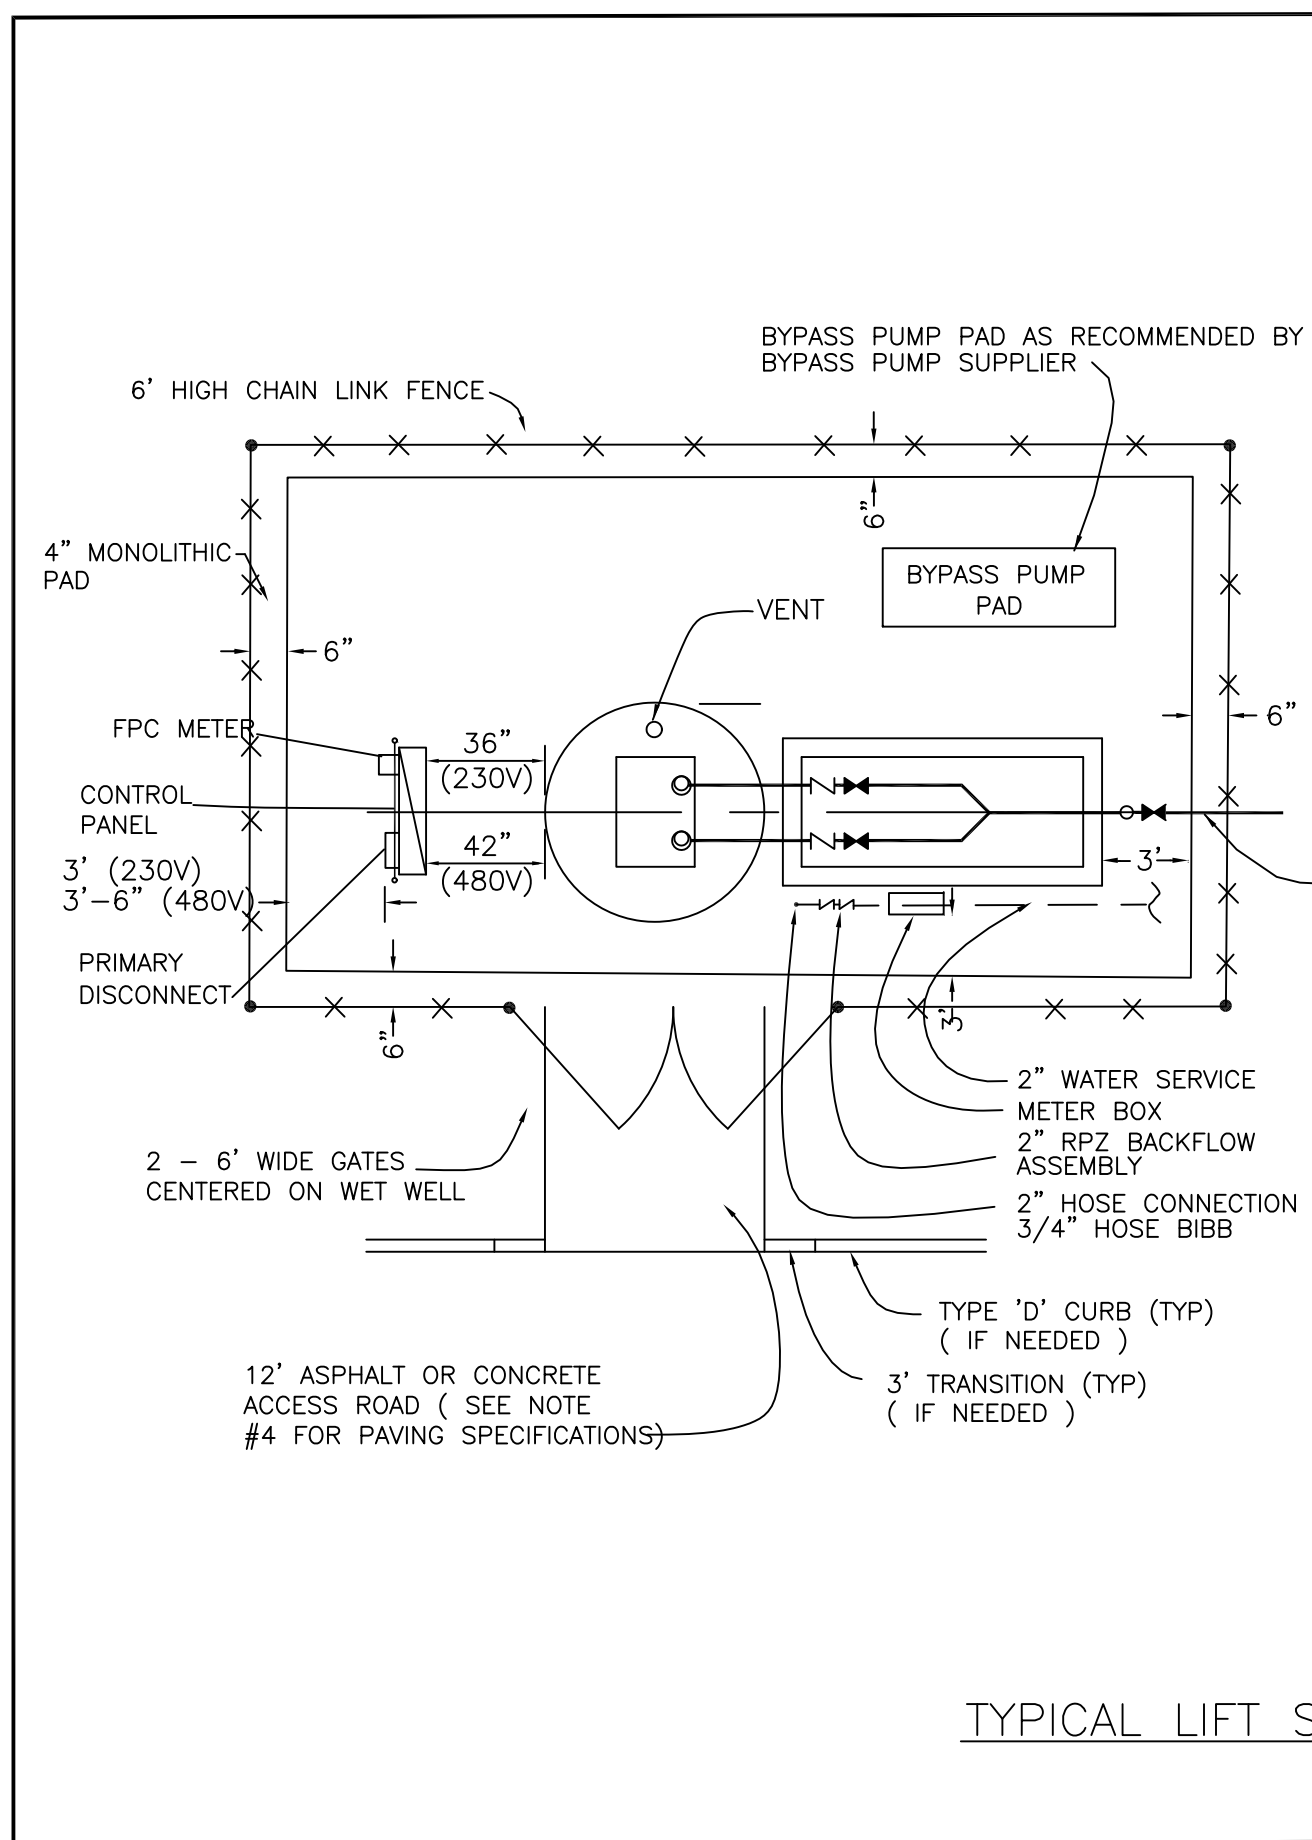 BYPASS PUMP PAD AS RECOMMENDED BY
BYPASS PUMP SUPPLIER
6' HIGH CHAIN LINK FENCE
6"
4" MONOLITHIC
PAD
BYPASS PUMP
PAD
VENT
6"
6"
FPC METER
36"
(230V)
CONTROL
PANEL
42"
(480V)
3'
3' (230V)
3'-6" (480V)
PRIMARY
DISCONNECT
6"
3'
2" WATER SERVICE
METER BOX
2" RPZ BACKFLOW
ASSEMBLY
2 - 6' WIDE GATES
CENTERED ON WET WELL
2" HOSE CONNECTION
3/4" HOSE BIBB
TYPE 'D' CURB (TYP)
( IF NEEDED )
12' ASPHALT OR CONCRETE
ACCESS ROAD ( SEE NOTE
#4 FOR PAVING SPECIFICATIONS)
3' TRANSITION (TYP)
( IF NEEDED )
TYPICAL LIFT S